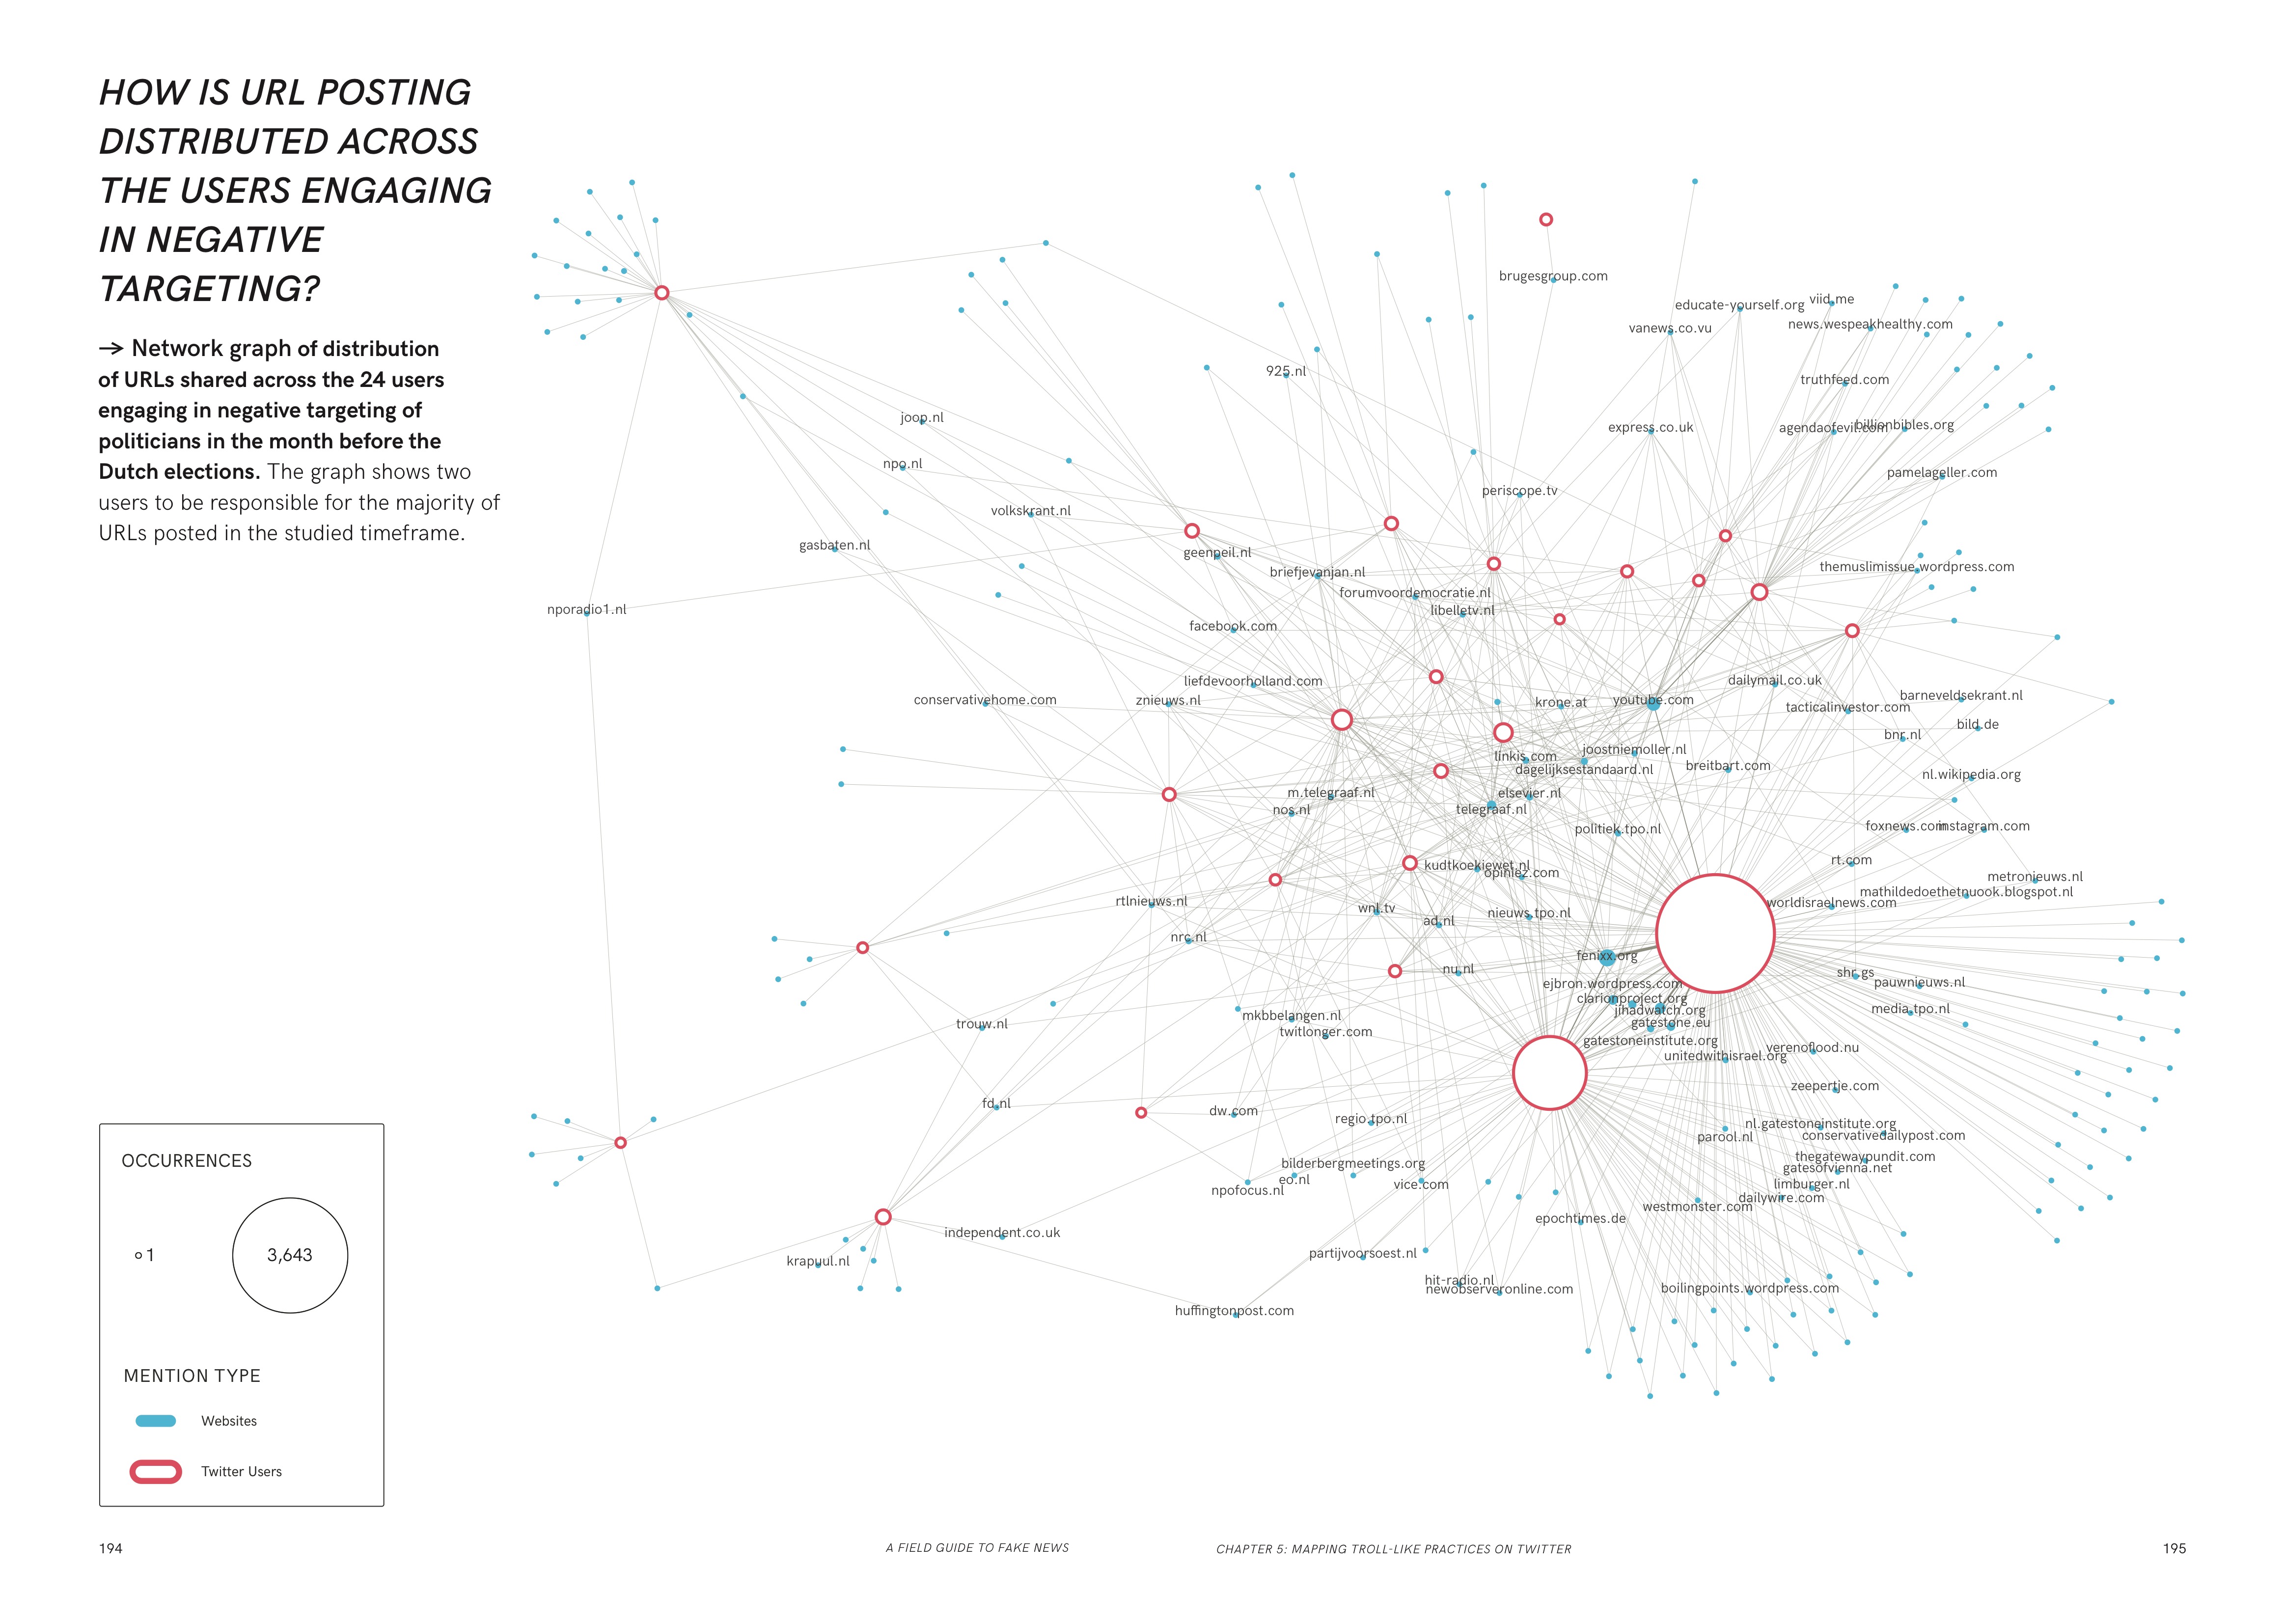 HOW IS URL POSTING
DISTRIBUTED ACROSS
THE USERS ENGAGING
IN NEGATIVE
TARGETING?
→ Network graph of distribution
of URLs shared across the 24 users
engaging in negative targeting of
politicians in the month before the
Dutch elections. The graph shows two
users to be responsible for the majority of
URLs posted in the studied timeframe.
brugesgroup.com
educate-yourself.org
viid.me
vanews.co.vu
news.wespeakhealthy.com
925.nl
truthfeed.com
joop.nl
express.co.uk
agendaofevil.com
billionbibles.org
npo.nl
pamelageller.com
periscope.tv
volkskrant.nl
gasbaten.nl
geenpeil.nl
briefjevanjan.nl
themuslimissue.wordpress.com
forumvoordemocratie.nl
nporadio1.nl
libelletv.nl
facebook.com
liefdevoorholland.com
dailymail.co.uk
conservativehome.com
znieuws.nl
krone.at
youtube.com
barneveldsekrant.nl
tacticalinvestor.com
bild.de
bnr.nl
joostniemoller.nl
linkis.com
dagelijksestandaard.nl
breitbart.com
nl.wikipedia.org
m.telegraaf.nl
elsevier.nl
nos.nl
telegraaf.nl
politiek.tpo.nl
foxnews.com
instagram.com
rt.com
kudtkoekiewet.nl
opiniez.com
metronieuws.nl
mathildedoethetnuook.blogspot.nl
rtlnieuws.nl
wnl.tv
worldisraelnews.com
ad.nl
nieuws.tpo.nl
nrc.nl
fenixx.org
nu.nl
shr.gs
ejbron.wordpress.com
pauwnieuws.nl
clarionproject.org
jihadwatch.org
media.tpo.nl
mkbbelangen.nl
trouw.nl
gatestone.eu
twitlonger.com
gatestoneinstitute.org
verenoflood.nu
unitedwithisrael.org
zeepertje.com
fd.nl
dw.com
regio.tpo.nl
nl.gatestoneinstitute.org
parool.nl
conservativedailypost.com
thegatewaypundit.com
bilderbergmeetings.org
gatesofvienna.net
eo.nl
vice.com
limburger.nl
npofocus.nl
dailywire.com
westmonster.com
epochtimes.de
independent.co.uk
partijvoorsoest.nl
krapuul.nl
hit-radio.nl
newobserveronline.com
boilingpoints.wordpress.com
huffingtonpost.com
OCCURRENCES
1
3,643
MENTION TYPE
Websites
Twitter Users
194
A FIELD GUIDE TO FAKE NEWS
CHAPTER 5: MAPPING TROLL-LIKE PRACTICES ON TWITTER
195